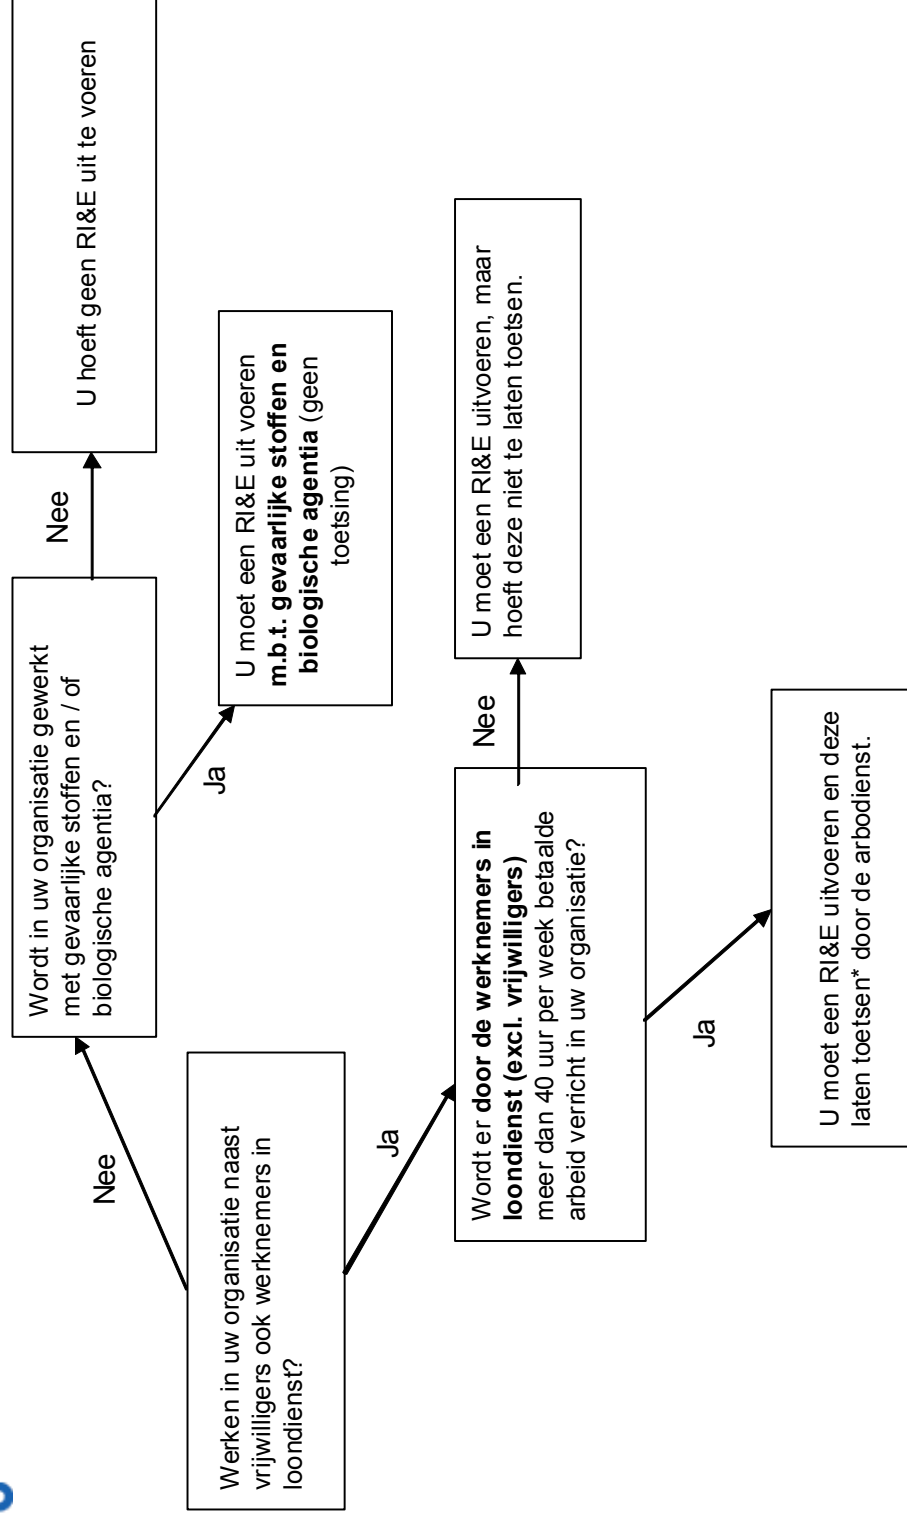 Werken in uw organisatie naast
vrijwilligers ook werknemers in
loondienst?
Nee
Ja
Wordt in uw organisatie gewerkt
met gevaarlijke stoffen en / of
biologische agentia?
Nee
Ja
U hoeft geen RI&E uit te voeren
U moet een RI&E uit voeren
m.b.t. gevaarlijke stoffen en
biologische agentia (geen
toetsing)
Wordt er door de werknemers in
loondienst (excl. vrijwilligers)
meer dan 40 uur per week betaalde
arbeid verricht in uw organisatie?
Nee
Ja
U moet een RI&E uitvoeren, maar
hoeft deze niet te laten toetsen.
U moet een RI&E uitvoeren en deze
laten toetsen* door de arbodienst.